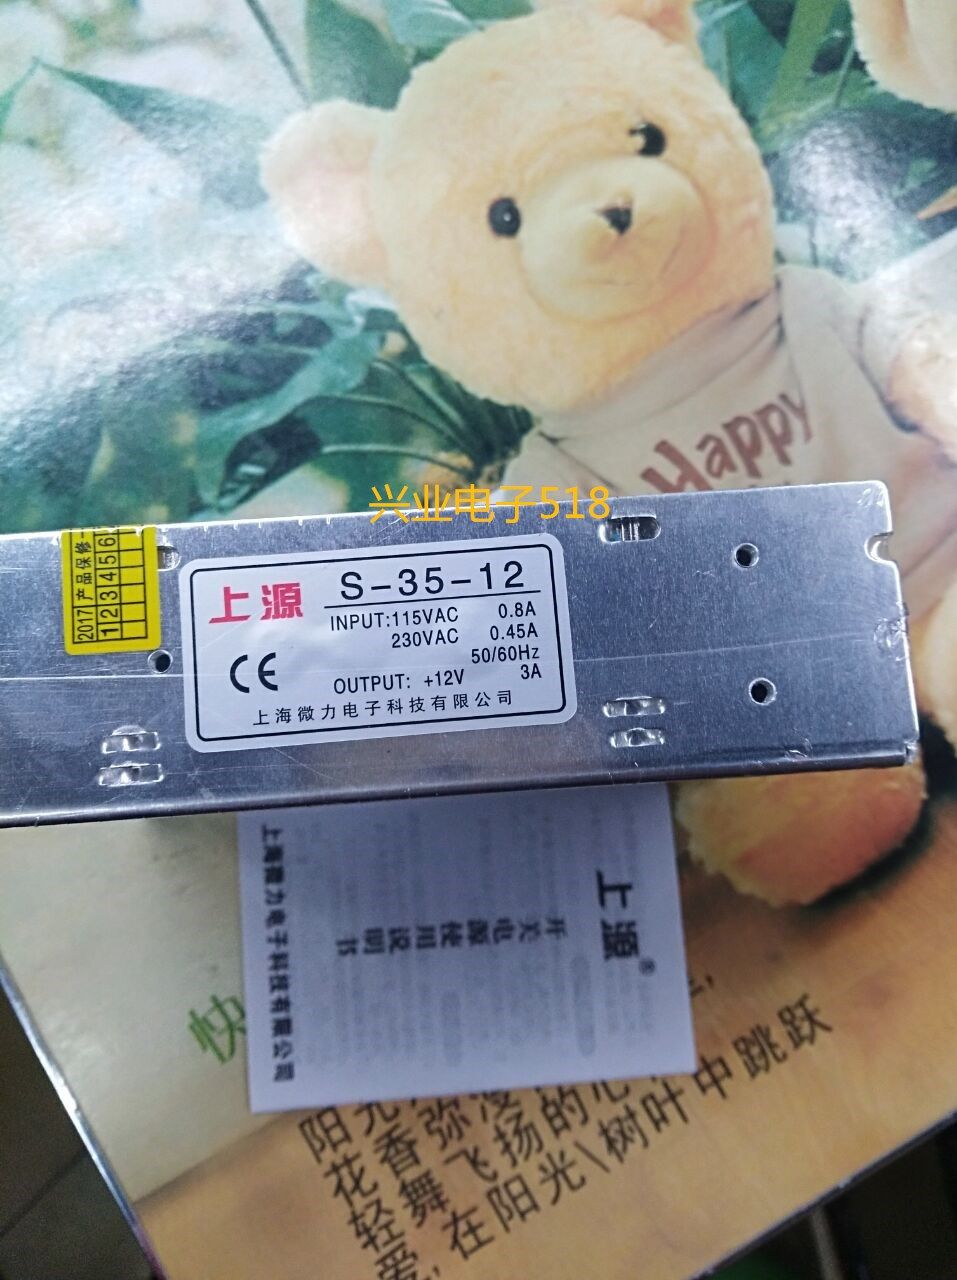 Happy
兴业电子518
2017 产品保修
1 2 3 4 5 6
上源
S-35-12
INPUT:115VAC 0.8A
230VAC 0.45A
50/60Hz
OUTPUT: +12V 3A
CE
上海微力电子科技有限公司
上源®
开关电源使用说明书
上海微力电子科技有限公司
快
阳光
花香弥漫
轻舞飞扬的心
爱,在阳光\树叶中跳跃